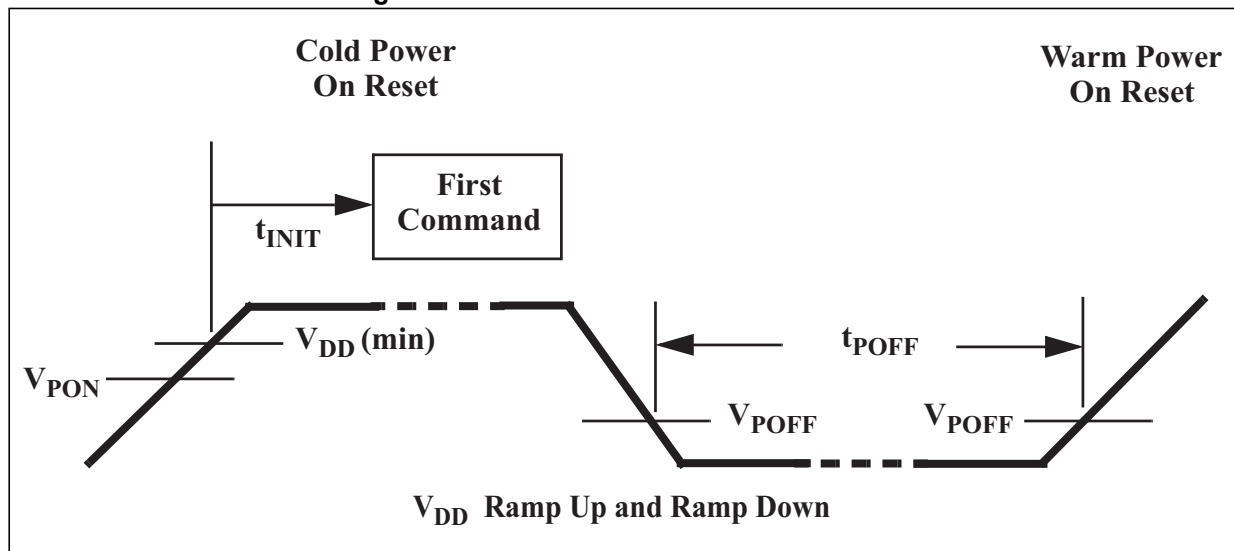 Cold Power
On Reset
Warm Power
On Reset
First
Command
tINIT
VDD (min)
VPON
tPOFF
VPOFF
VPOFF
VDD Ramp Up and Ramp Down